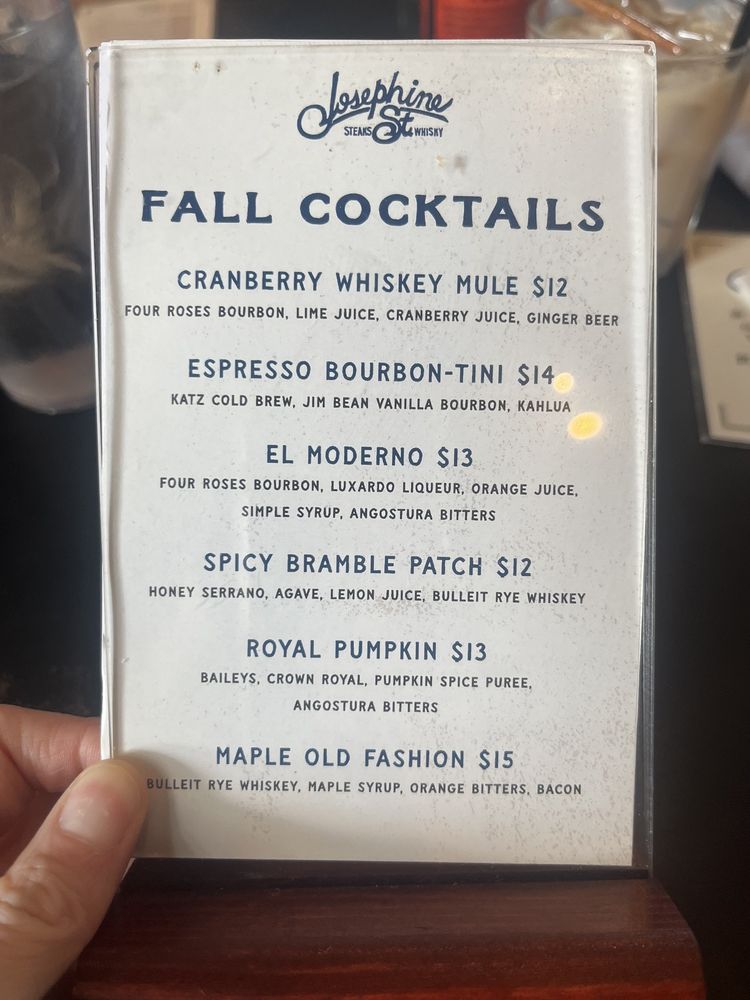 Josephine
STEAKS St. WHISKY
FALL COCKTAILS
CRANBERRY WHISKEY MULE $12
FOUR ROSES BOURBON, LIME JUICE, CRANBERRY JUICE, GINGER BEER
ESPRESSO BOURBON-TINI $14
KATZ COLD BREW, JIM BEAN VANILLA BOURBON, KAHLUA
EL MODERNO $13
FOUR ROSES BOURBON, LUXARDO LIQUEUR, ORANGE JUICE,
SIMPLE SYRUP, ANGOSTURA BITTERS
SPICY BRAMBLE PATCH $12
HONEY SERRANO, AGAVE, LEMON JUICE, BULLEIT RYE WHISKEY
ROYAL PUMPKIN $13
BAILEYS, CROWN ROYAL, PUMPKIN SPICE PUREE,
ANGOSTURA BITTERS
MAPLE OLD FASHION $15
BULLEIT RYE WHISKEY, MAPLE SYRUP, ORANGE BITTERS, BACON